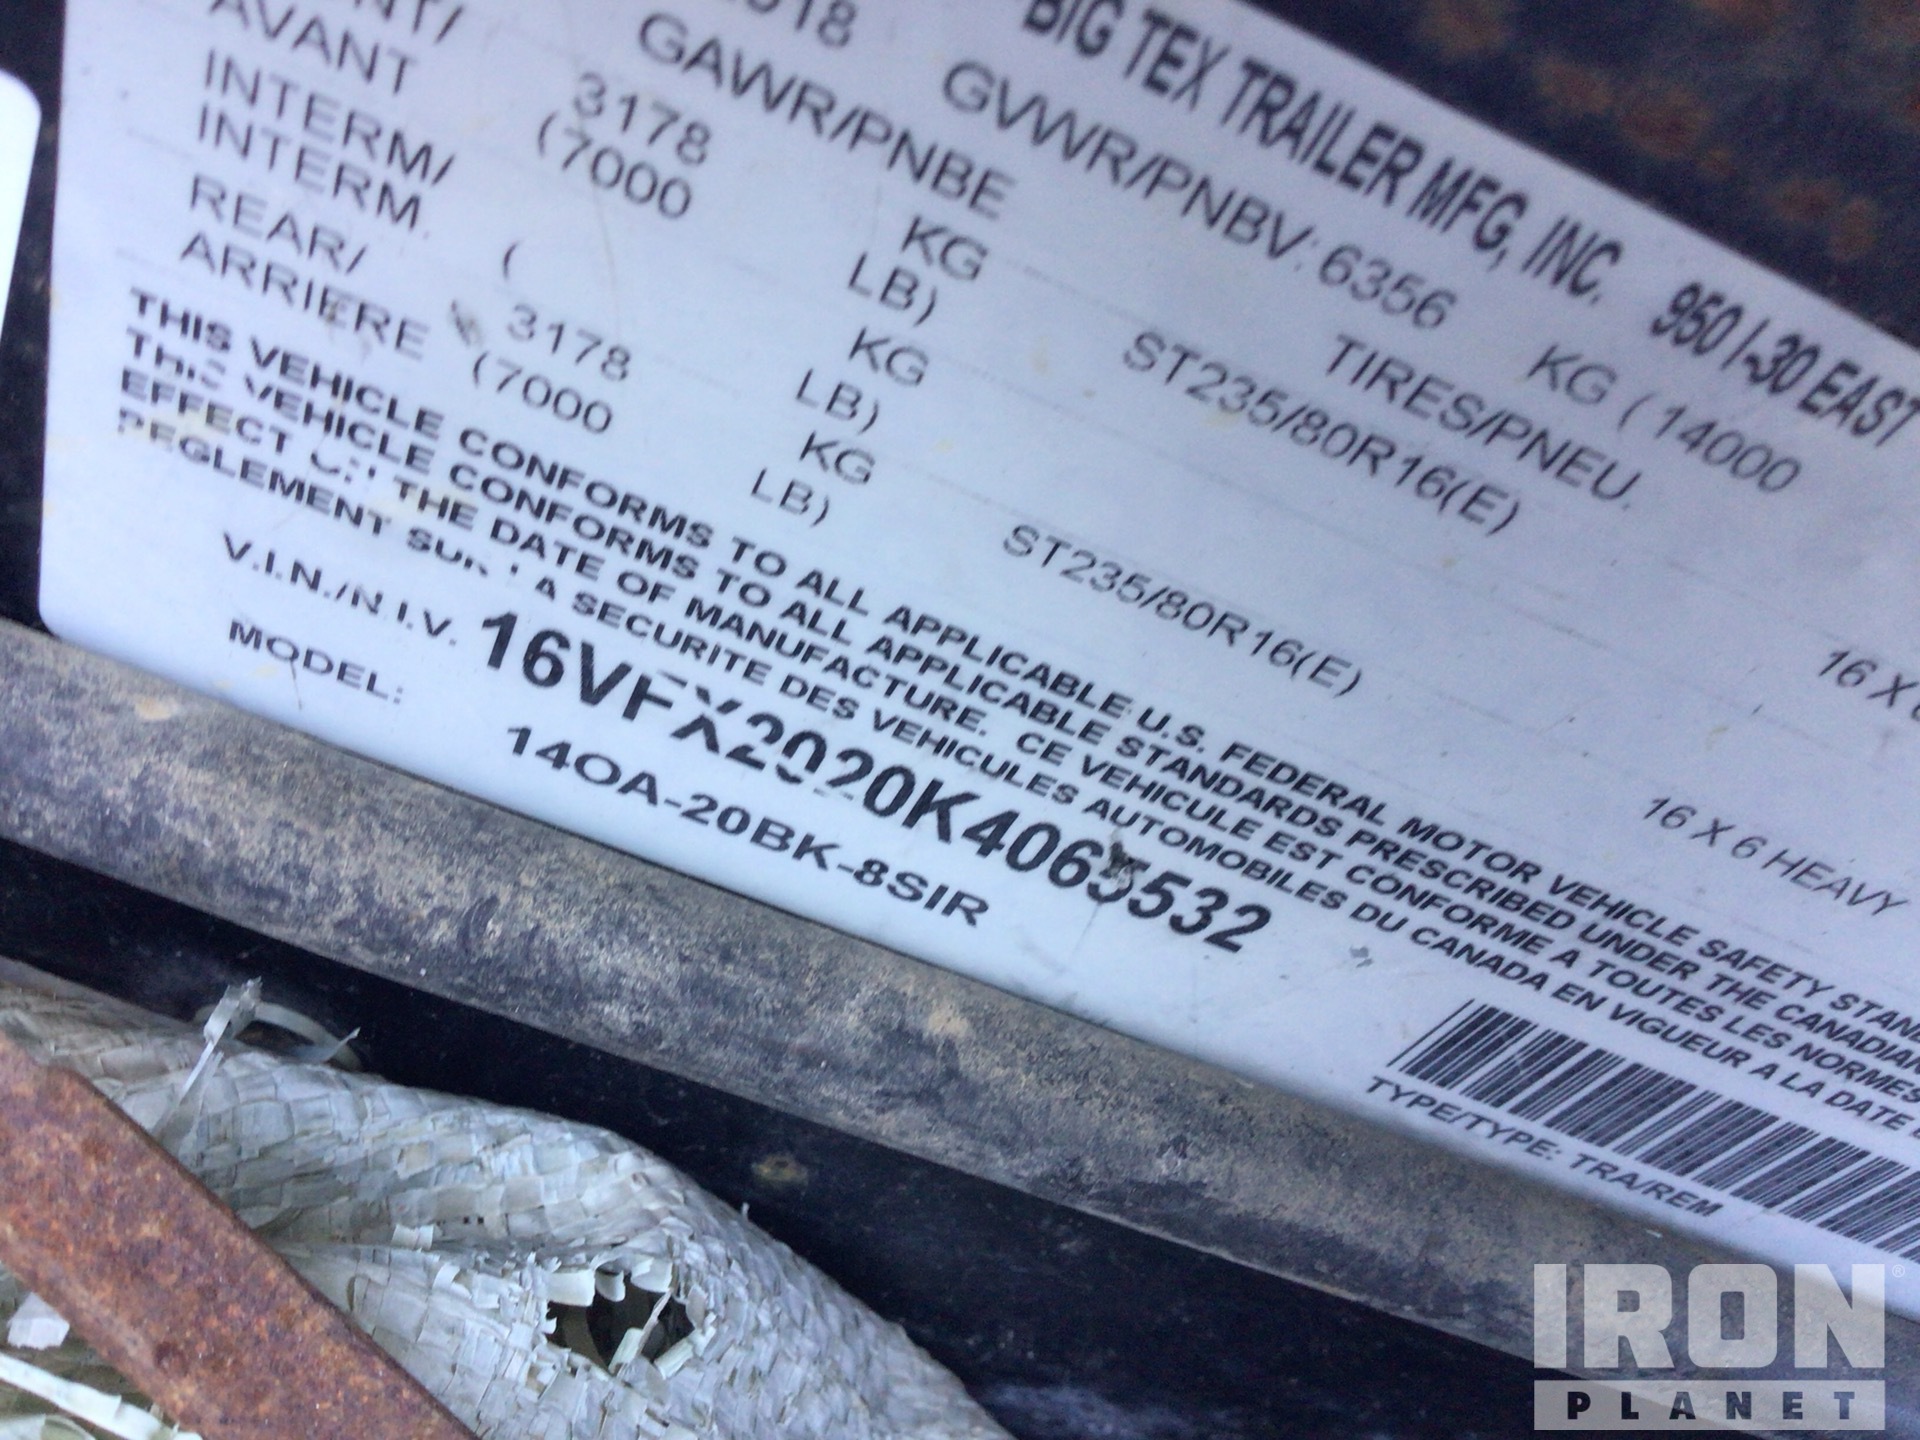 BIG TEX TRAILER MFG, INC. 950 I-30 EAST
GVWR/PNBV: 6356 KG ( 14000
GAWR/PNBE TIRES/PNEU.
AVANT 3178 KG ST235/80R16(E) 16 X
(7000 LB)
INTERM/
INTERM. ( KG
LB)
REAR/
ARRIERE 3178 KG ST235/80R16(E) 16 X 6 HEAVY
(7000 LB)
THIS VEHICLE CONFORMS TO ALL APPLICABLE U.S. FEDERAL MOTOR VEHICLE SAFETY
THIS VEHICLE CONFORMS TO ALL APPLICABLE STANDARDS PRESCRIBED UNDER THE CANADIAN
EFFECT THE DATE OF MANUFACTURE. CE VEHICULE EST CONFORME A TOUTES LES NORMES
REGLEMENT SUR LA SECURITE DES VEHICULES AUTOMOBILES DU CANADA EN VIGUEUR A LA DATE
V.I.N./N.I.V. 16VFX2020K4065532
MODEL: 14OA-20BK-8SIR
TYPE/TYPE: TRA/REM
IRON
PLANET